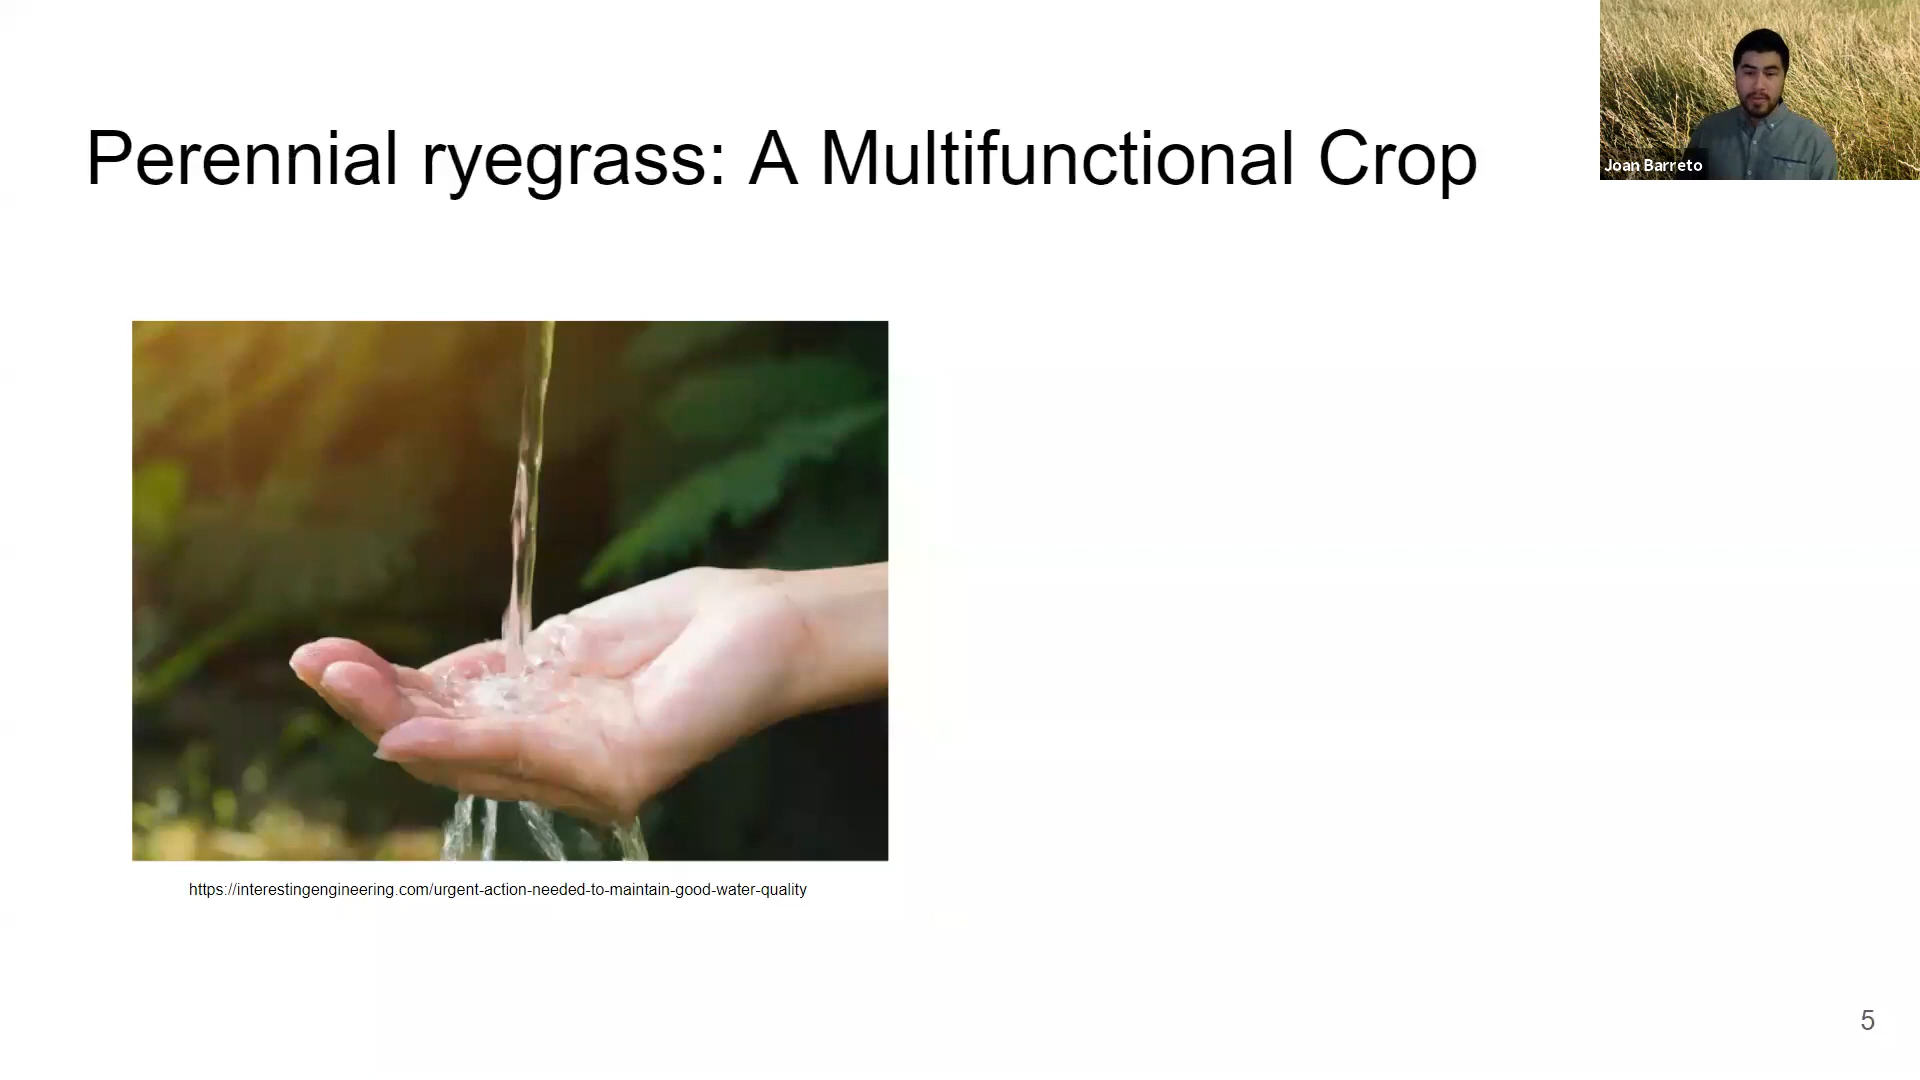 Perennial ryegrass: A Multifunctional Crop
Joan Barreto
https://interestingengineering.com/urgent-action-needed-to-maintain-good-water-quality
5